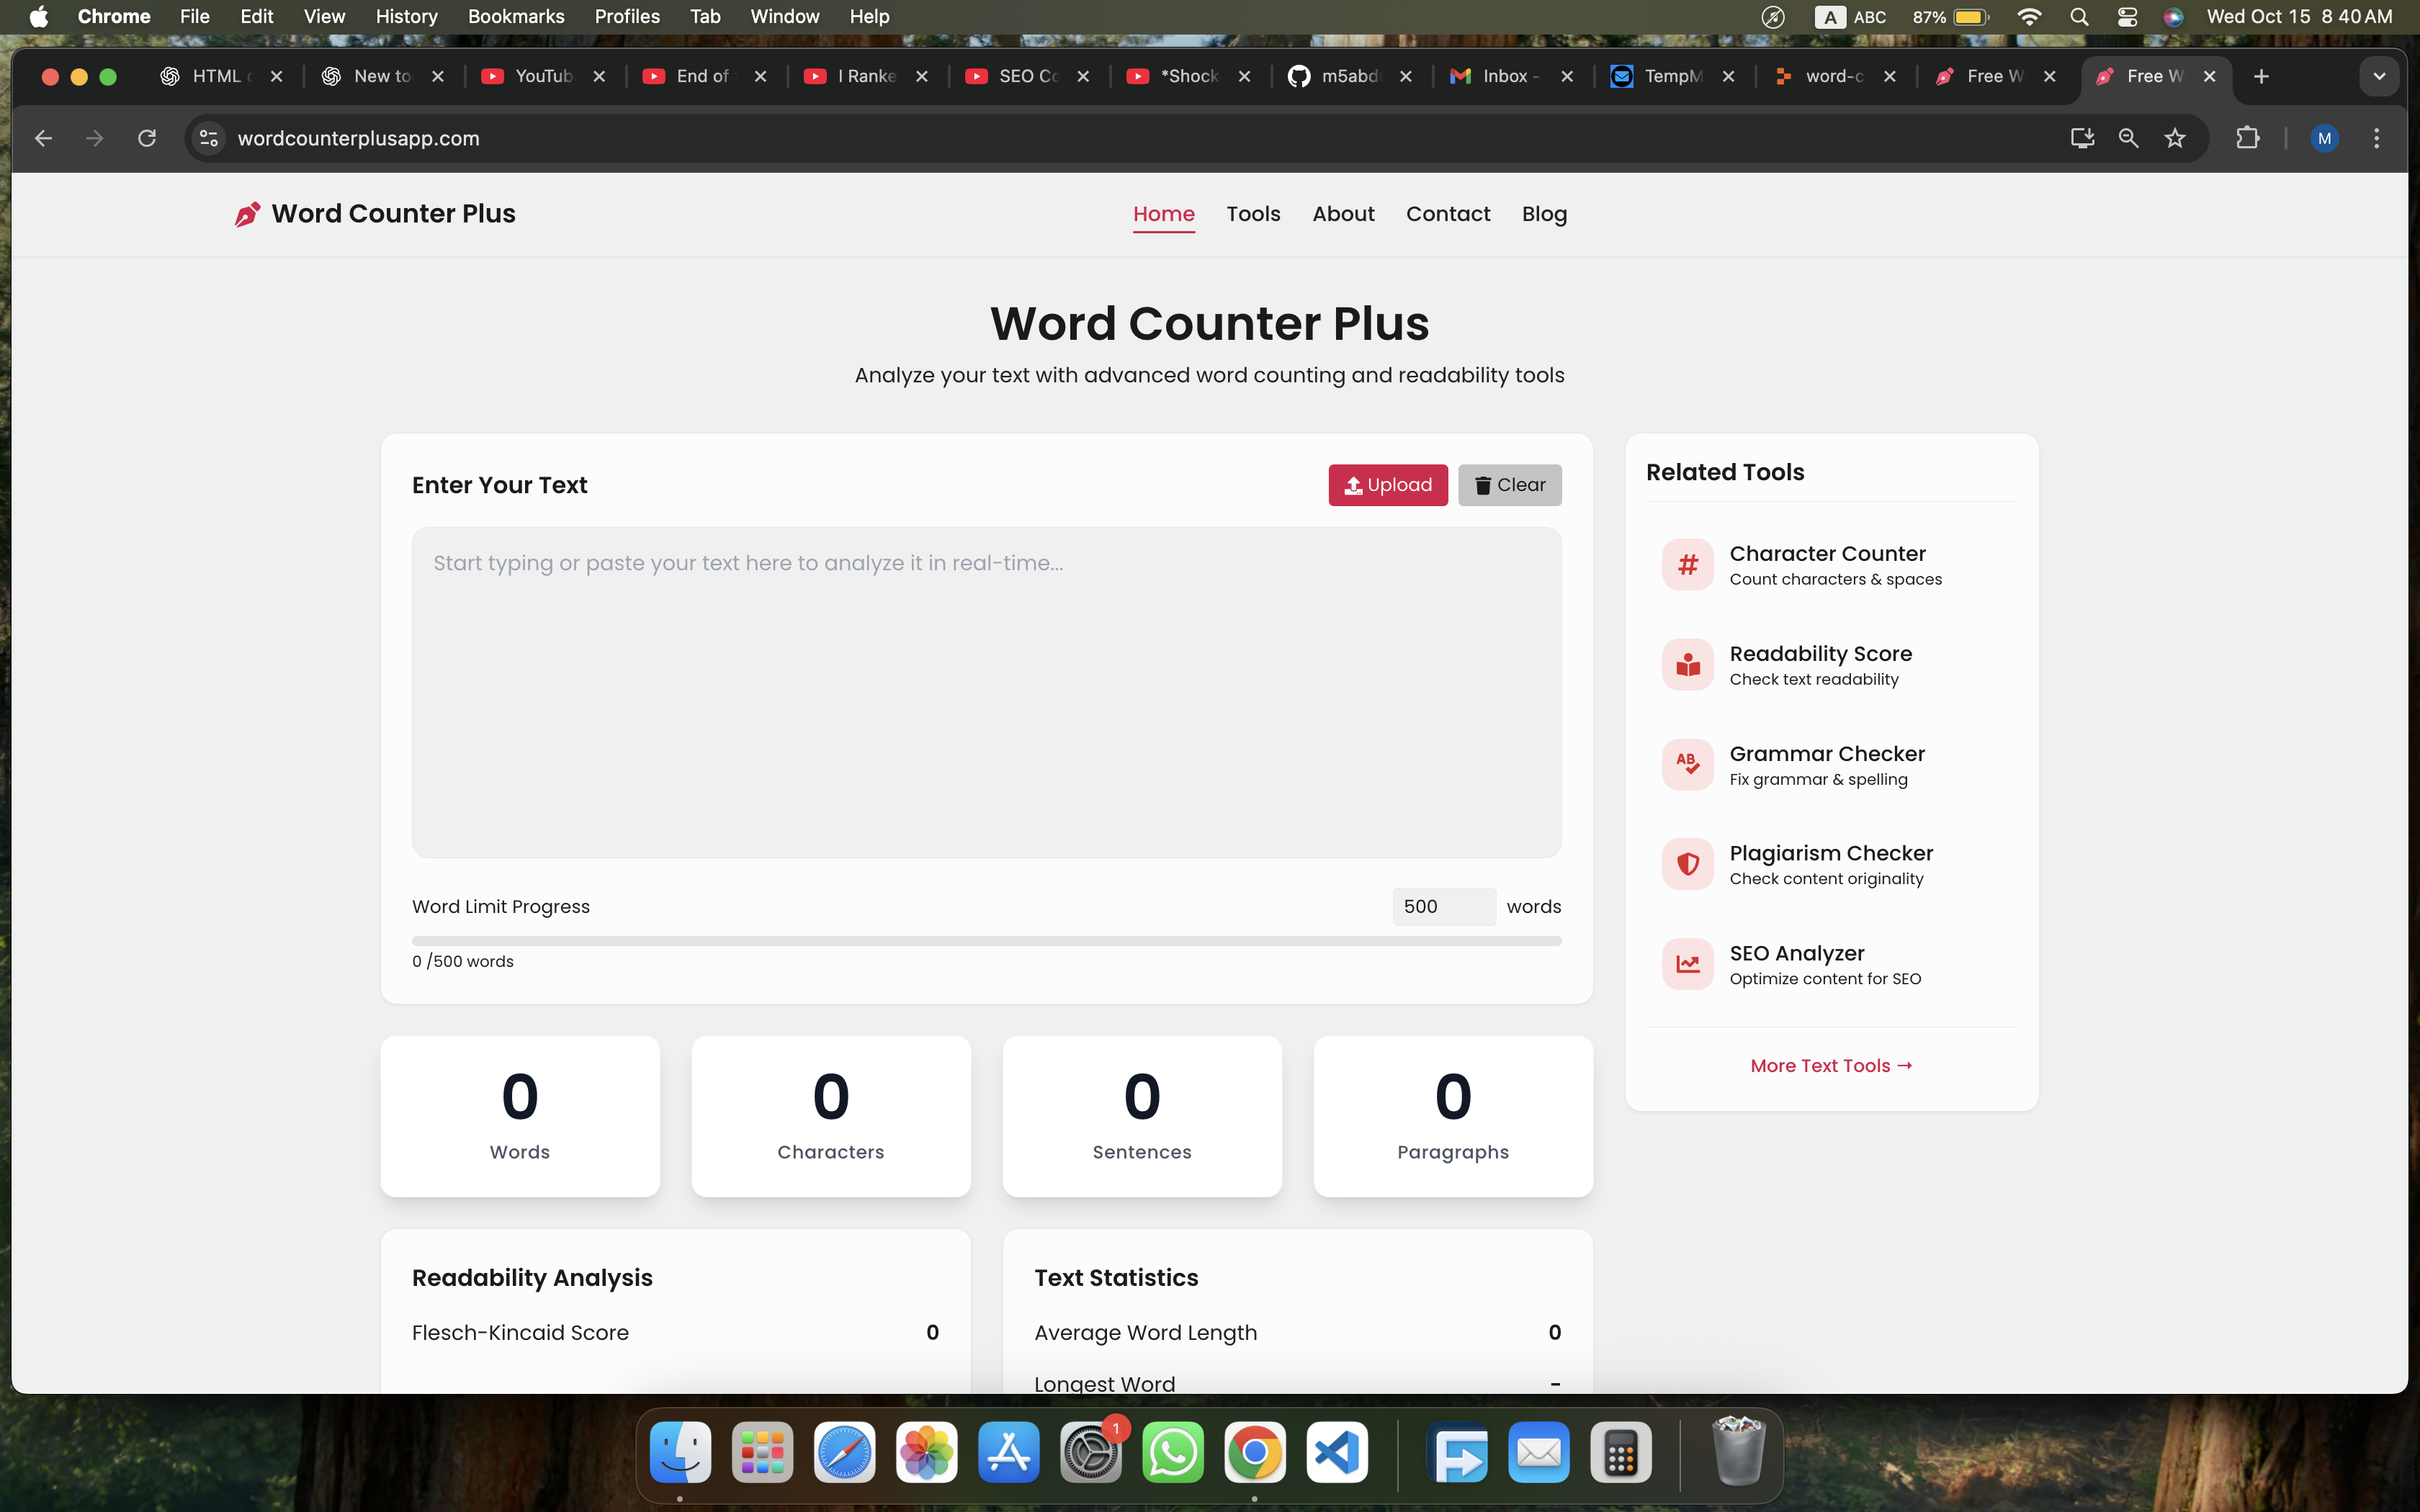 Chrome File Edit View History Bookmarks Profiles Tab Window Help A ABC 87% Wed Oct 15 8 40 AM
HTML New to YouTub End of I Ranke SEO Co *Shock m5abd Inbox - TempM word-c Free W Free W
wordcounterplusapp.com M
Word Counter Plus Home Tools About Contact Blog
Word Counter Plus
Analyze your text with advanced word counting and readability tools
Enter Your Text Upload Clear
Start typing or paste your text here to analyze it in real-time...
Word Limit Progress 500 words
0 /500 words
Related Tools
Character Counter
Count characters & spaces
Readability Score
Check text readability
AB
Grammar Checker
Fix grammar & spelling
Plagiarism Checker
Check content originality
SEO Analyzer
Optimize content for SEO
More Text Tools →
0 0 0 0
Words Characters Sentences Paragraphs
Readability Analysis
Flesch-Kincaid Score 0
Text Statistics
Average Word Length 0
Longest Word -
1